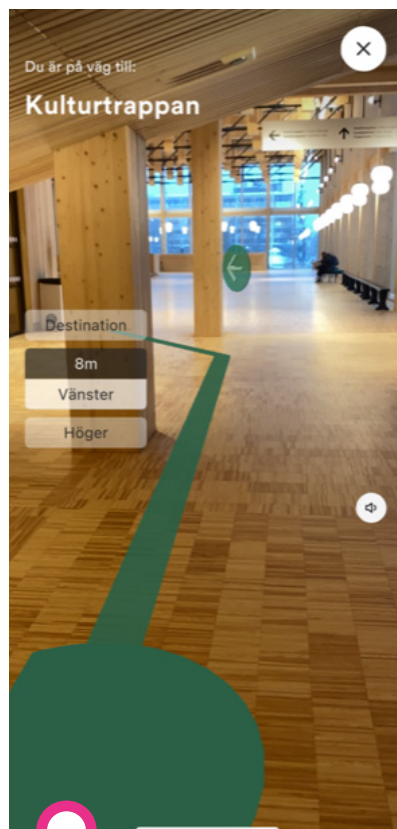 Du är på väg till:
Kulturtrappan
Destination
8m
Vänster
Höger